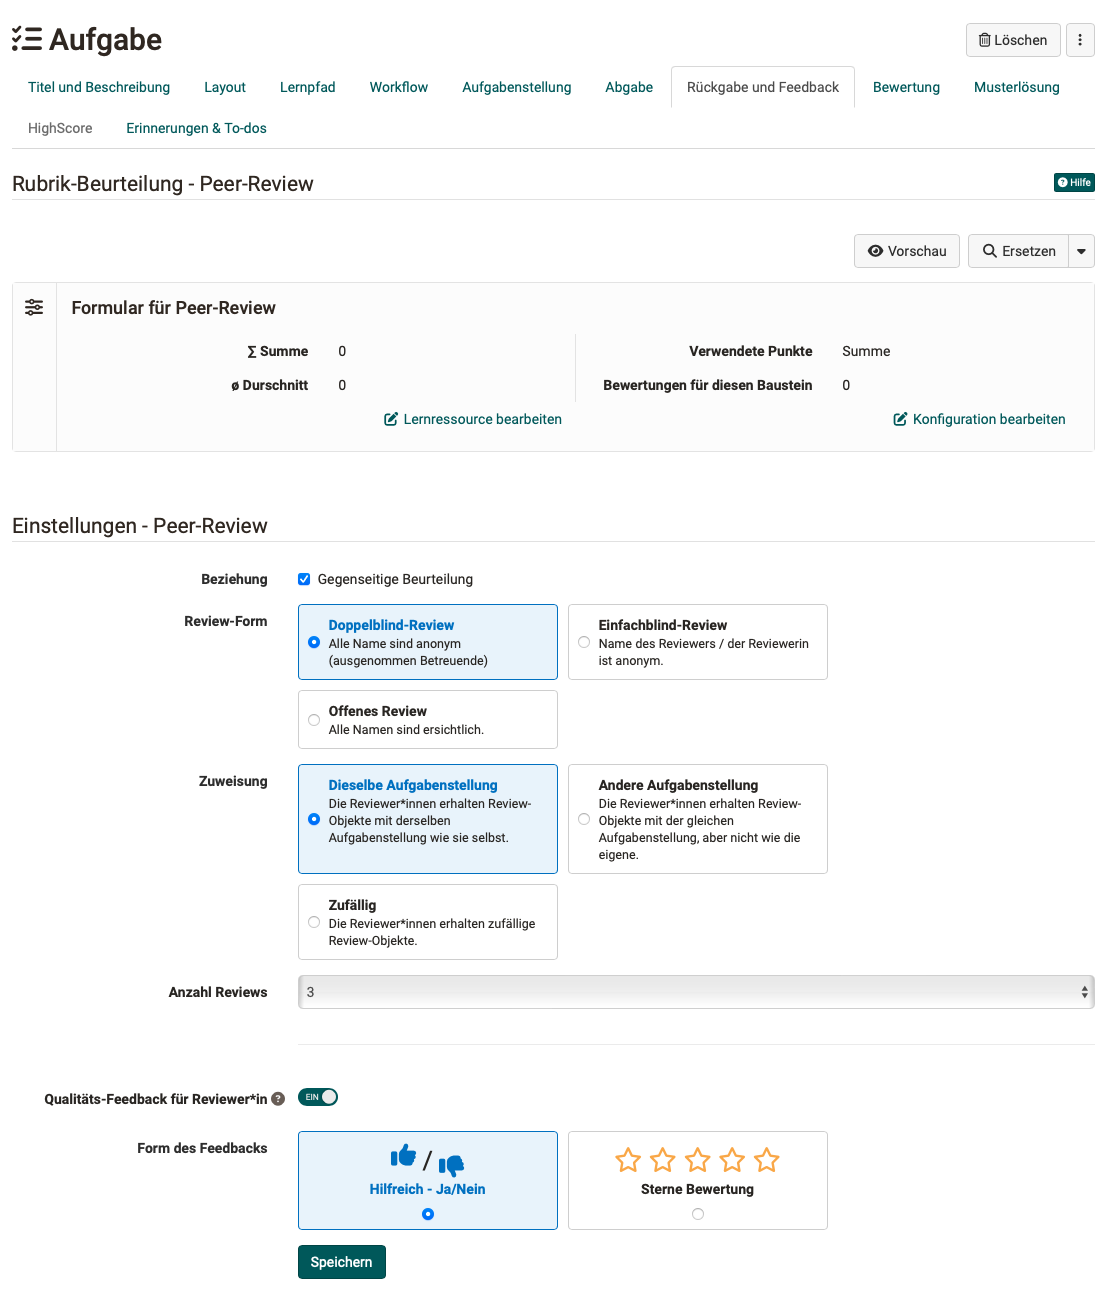 Aufgabe
Löschen
Titel und Beschreibung Layout Lernpfad Workflow Aufgabenstellung Abgabe Rückgabe und Feedback Bewertung Musterlösung
HighScore Erinnerungen & To-dos
Rubrik-Beurteilung - Peer-Review
Hilfe
Vorschau Ersetzen
Formular für Peer-Review
∑ Summe 0 Verwendete Punkte Summe
ø Durschnitt 0 Bewertungen für diesen Baustein 0
Lernressource bearbeiten Konfiguration bearbeiten
Einstellungen - Peer-Review
Beziehung Gegenseitige Beurteilung
Review-Form
Doppelblind-Review
Alle Name sind anonym
(ausgenommen Betreuende)
Einfachblind-Review
Name des Reviewers / der Reviewerin
ist anonym.
Offenes Review
Alle Namen sind ersichtlich.
Zuweisung
Dieselbe Aufgabenstellung
Die Reviewer*innen erhalten Review-
Objekte mit derselben
Aufgabenstellung wie sie selbst.
Andere Aufgabenstellung
Die Reviewer*innen erhalten Review-
Objekte mit der gleichen
Aufgabenstellung, aber nicht wie die
eigene.
Zufällig
Die Reviewer*innen erhalten zufällige
Review-Objekte.
Anzahl Reviews 3
Qualitäts-Feedback für Reviewer*in ? EIN
Form des Feedbacks
/
Hilfreich - Ja/Nein
Sterne Bewertung
Speichern